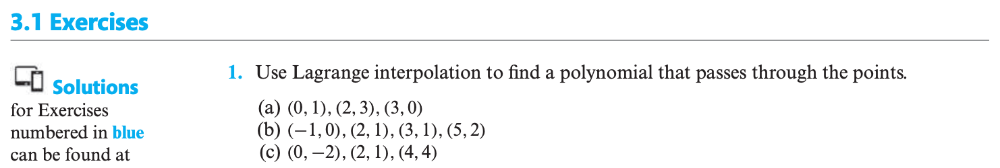 3.1 Exercises
1. Use Lagrange interpolation to find a polynomial that passes through the points.
(a) (0, 1), (2, 3), (3, 0)
(b) (−1, 0), (2, 1), (3, 1), (5, 2)
(c) (0, −2), (2, 1), (4, 4)
Solutions
for Exercises
numbered in blue
can be found at